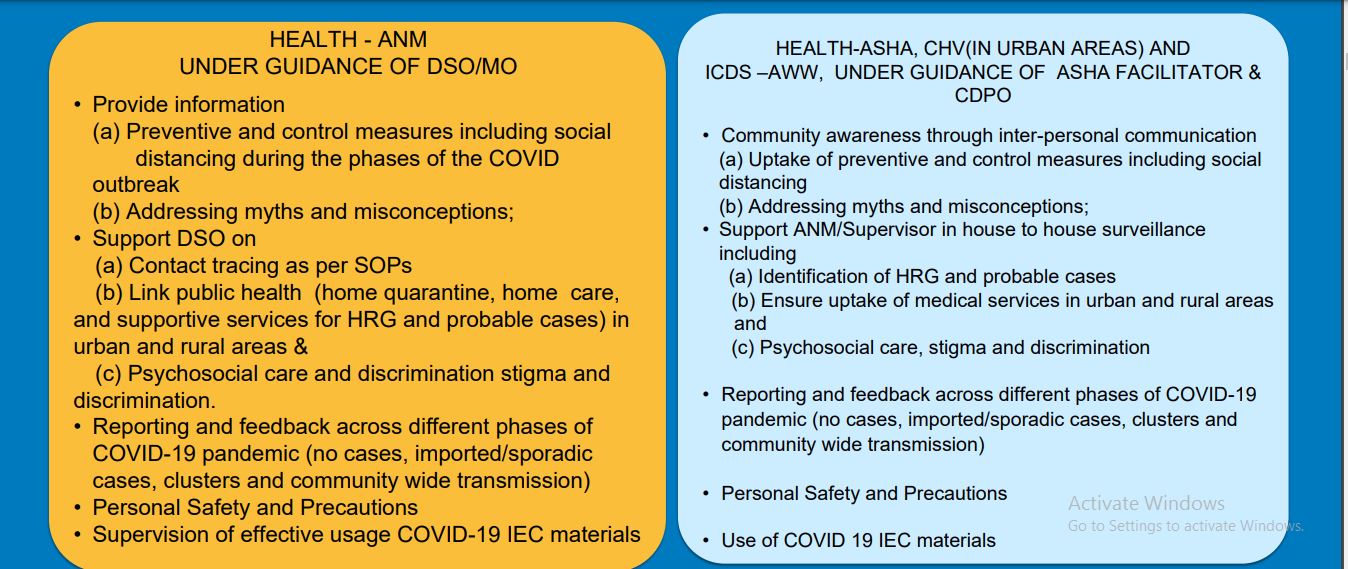 HEALTH - ANM
UNDER GUIDANCE OF DSO/MO
• Provide information
(a) Preventive and control measures including social
distancing during the phases of the COVID
outbreak
(b) Addressing myths and misconceptions;
• Support DSO on
(a) Contact tracing as per SOPs
(b) Link public health (home quarantine, home care,
and supportive services for HRG and probable cases) in
urban and rural areas &
(c) Psychosocial care and discrimination stigma and
discrimination.
• Reporting and feedback across different phases of
COVID-19 pandemic (no cases, imported/sporadic
cases, clusters and community wide transmission)
• Personal Safety and Precautions
• Supervision of effective usage COVID-19 IEC materials
HEALTH-ASHA, CHV(IN URBAN AREAS) AND
ICDS –AWW, UNDER GUIDANCE OF ASHA FACILITATOR &
CDPO
• Community awareness through inter-personal communication
(a) Uptake of preventive and control measures including social
distancing
(b) Addressing myths and misconceptions;
• Support ANM/Supervisor in house to house surveillance
including
(a) Identification of HRG and probable cases
(b) Ensure uptake of medical services in urban and rural areas
and
(c) Psychosocial care, stigma and discrimination
• Reporting and feedback across different phases of COVID-19
pandemic (no cases, imported/sporadic cases, clusters and
community wide transmission)
• Personal Safety and Precautions
• Use of COVID 19 IEC materials
Activate Windows
Go to Settings to activate Windows.